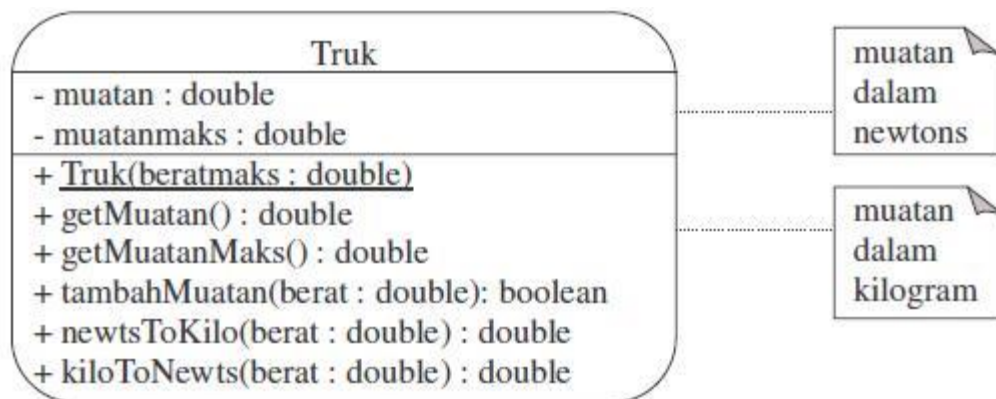 Truk
- muatan : double
- muatanmaks : double
+ Truk(beratmaks : double)
+ getMuatan() : double
+ getMuatanMaks() : double
+ tambahMuatan(berat : double): boolean
+ newtsToKilo(berat : double) : double
+ kiloToNewts(berat : double) : double
muatan
dalam
newtons
muatan
dalam
kilogram